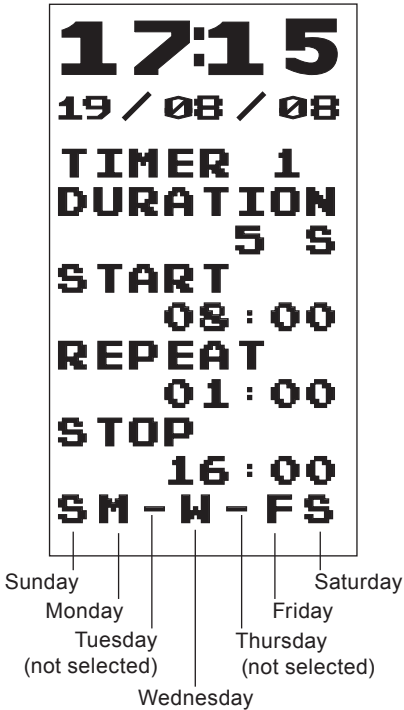 17:15
19/08/08
TIMER 1
DURATION
5 S
START
08:00
REPEAT
01:00
STOP
16:00
SM-W-FS
Sunday Saturday
Monday Friday
Tuesday Thursday
(not selected) (not selected)
Wednesday